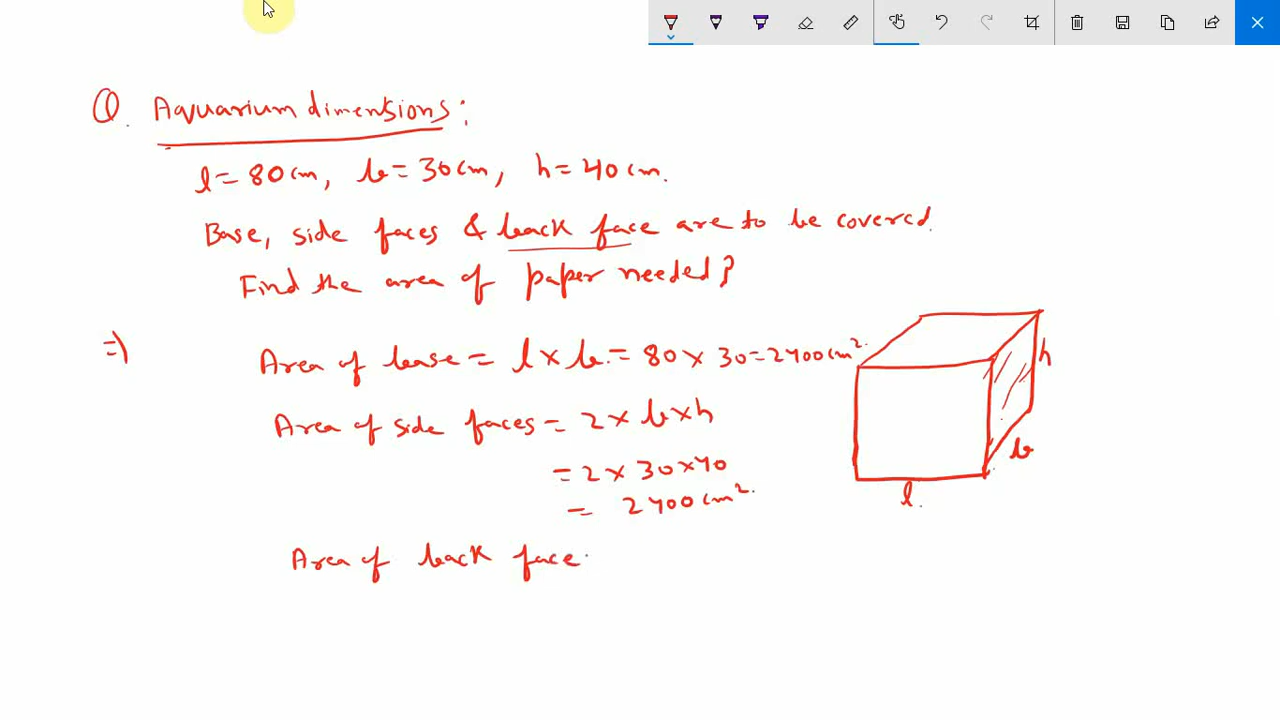 Q. Aquarium dimensions:
l = 80 cm, b = 30 cm, h = 40 cm.
Base, side faces & back face are to be covered.
Find the area of paper needed?
=) Area of base = l × b = 80 × 30 = 2400 cm².
Area of side faces = 2 × b × h
= 2 × 30 × 40
= 2400 cm².
Area of back face
h
b
l.